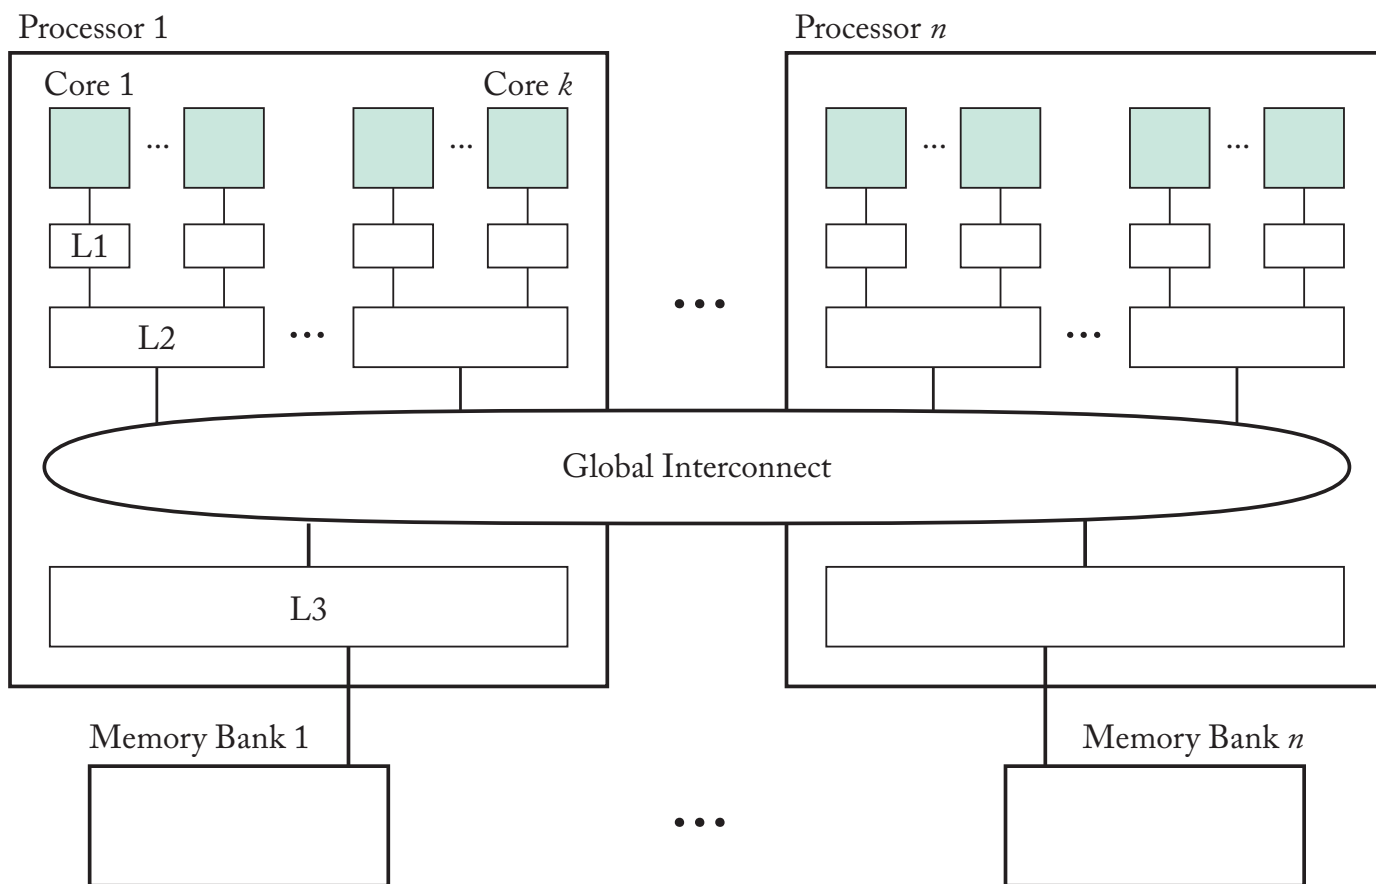 Processor 1
Processor n
Core 1
Core k
...
...
...
...
L1
...
L2
...
...
Global Interconnect
L3
Memory Bank 1
Memory Bank n
...